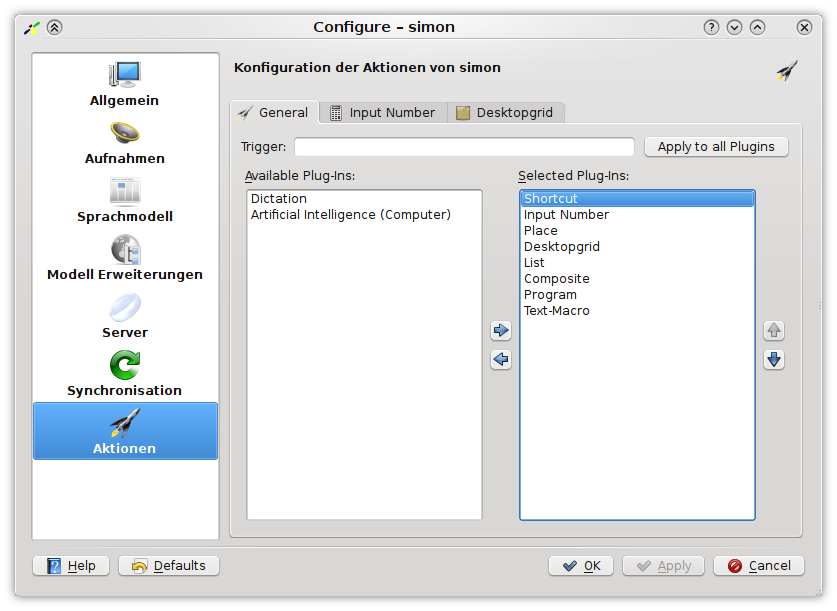 Configure – simon
Allgemein
Aufnahmen
Sprachmodell
Modell Erweiterungen
Server
Synchronisation
Aktionen
Konfiguration der Aktionen von simon
General
Input Number
Desktopgrid
Trigger:
Apply to all Plugins
Available Plug-Ins:
Dictation
Artificial Intelligence (Computer)
Selected Plug-Ins:
Shortcut
Input Number
Place
Desktopgrid
List
Composite
Program
Text-Macro
Help
Defaults
OK
Apply
Cancel